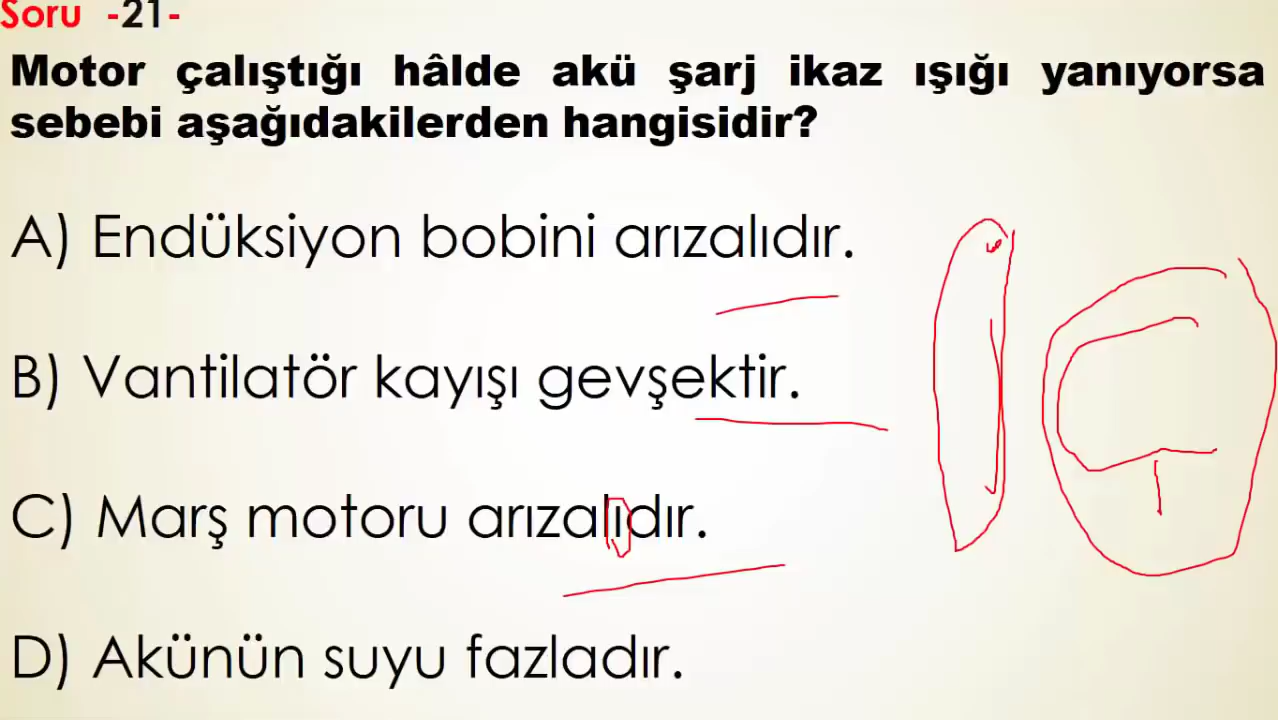 Soru -21-
Motor çalıştığı hâlde akü şarj ikaz ışığı yanıyorsa
sebebi aşağıdakilerden hangisidir?
A) Endüksiyon bobini arızalıdır.
B) Vantilatör kayışı gevşektir.
C) Marş motoru arızalıdır.
D) Akünün suyu fazladır.